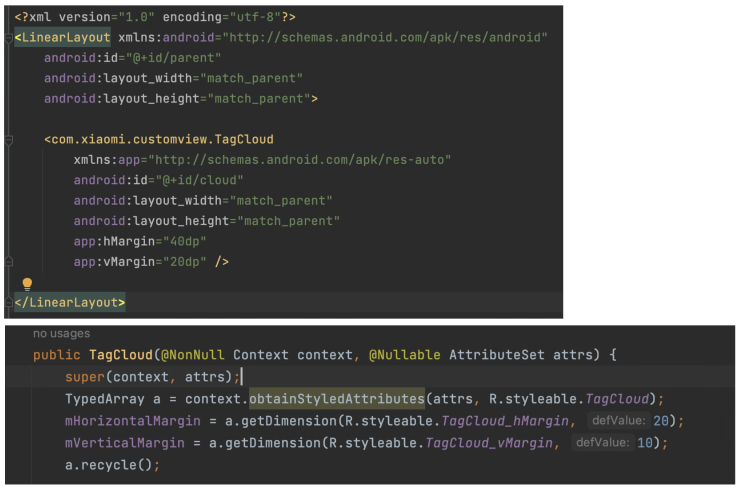 <?xml version="1.0" encoding="utf-8"?>
<LinearLayout xmlns:android="http://schemas.android.com/apk/res/android"
android:id="@+id/parent"
android:layout_width="match_parent"
android:layout_height="match_parent">
<com.xiaomi.customview.TagCloud
xmlns:app="http://schemas.android.com/apk/res-auto"
android:id="@+id/cloud"
android:layout_width="match_parent"
android:layout_height="match_parent"
app:hMargin="40dp"
app:vMargin="20dp" />
</LinearLayout>
no usages
public TagCloud(@NonNull Context context, @Nullable AttributeSet attrs) {
super(context, attrs);
TypedArray a = context.obtainStyledAttributes(attrs, R.styleable.TagCloud);
mHorizontalMargin = a.getDimension(R.styleable.TagCloud_hMargin, defValue: 20);
mVerticalMargin = a.getDimension(R.styleable.TagCloud_vMargin, defValue: 10);
a.recycle();